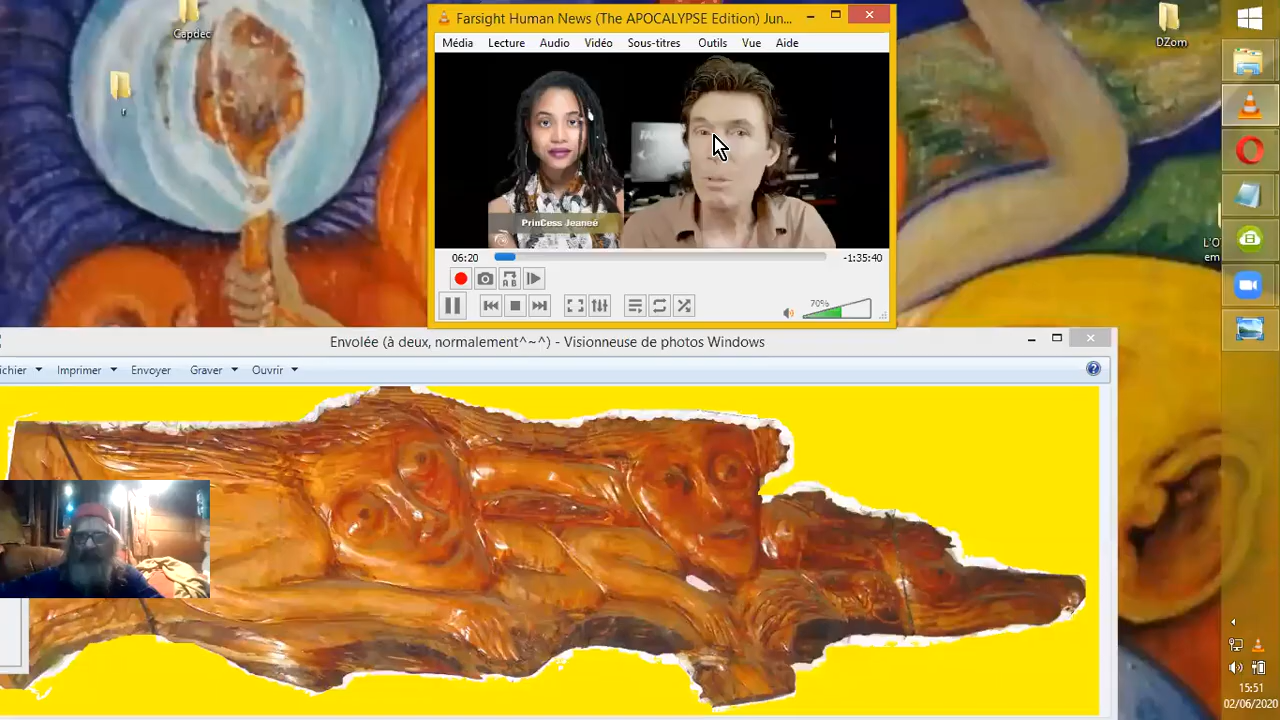 Capdec
r
DZom
L'O
em
Farsight Human News (The APOCALYPSE Edition) Jun...
Média Lecture Audio Vidéo Sous-titres Outils Vue Aide
PrinCess Jeaneé
06:20
-1:35:40
A B
70%
Envolée (à deux, normalement^~^) - Visionneuse de photos Windows
ichier Imprimer Envoyer Graver Ouvrir
15:51
02/06/2020